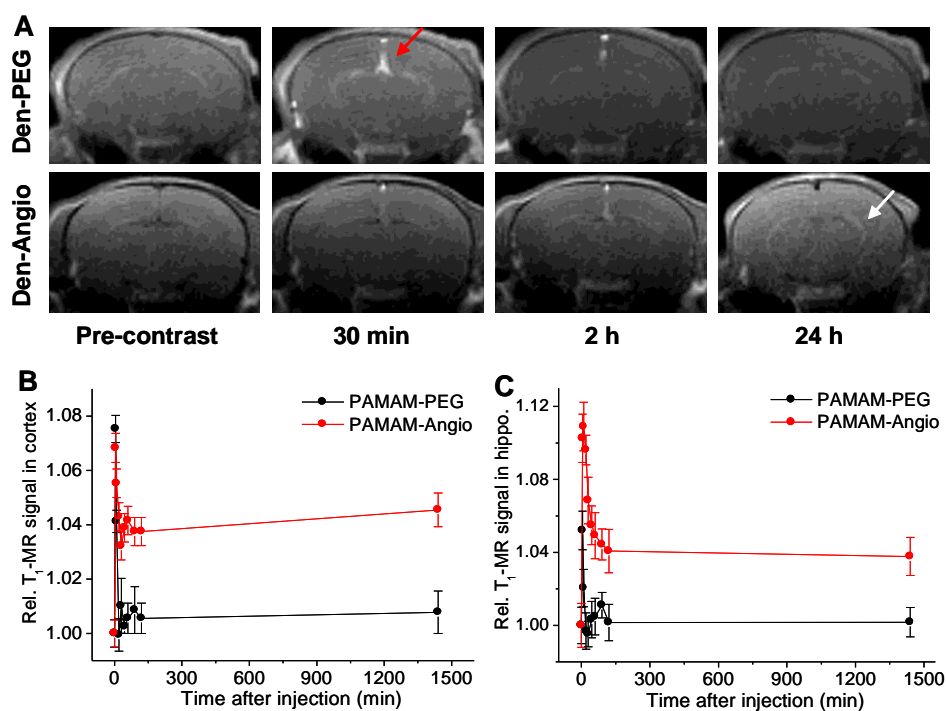 A
Den-PEG
Den-Angio
Pre-contrast 30 min 2 h 24 h
B
PAMAM-PEG
PAMAM-Angio
Rel. T1-MR signal in cortex
1.08
1.06
1.04
1.02
1.00
0 300 600 900 1200 1500
Time after injection (min)
C
PAMAM-PEG
PAMAM-Angio
Rel. T1-MR signal in hippo.
1.12
1.08
1.04
1.00
0 300 600 900 1200 1500
Time after injection (min)